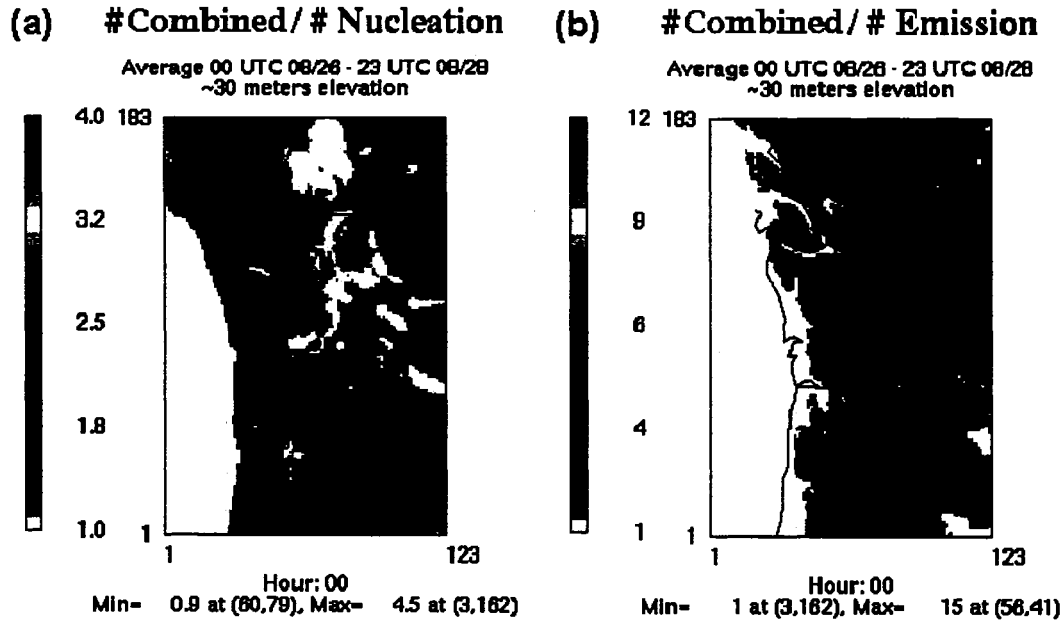 (a) #Combined/# Nucleation
Average 00 UTC 08/26 - 23 UTC 08/28
~30 meters elevation
4.0
3.2
2.5
1.8
1.0
183
1
1
123
Hour: 00
Min= 0.9 at (60,79), Max= 4.5 at (3,162)
(b) #Combined/# Emission
Average 00 UTC 08/26 - 23 UTC 08/28
~30 meters elevation
12
9
6
4
1
183
1
1
123
Hour: 00
Min= 1 at (3,162), Max= 15 at (56,41)